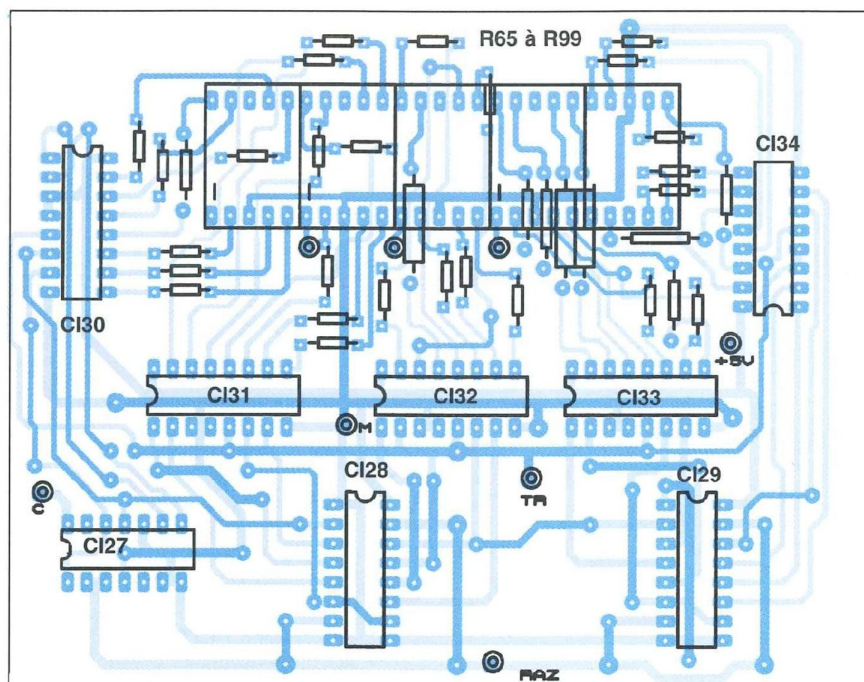 R65 à R99
CI34
CI30
+5V
CI31
CI32
CI33
M
CI28
CI29
TR
C
CI27
RAZ